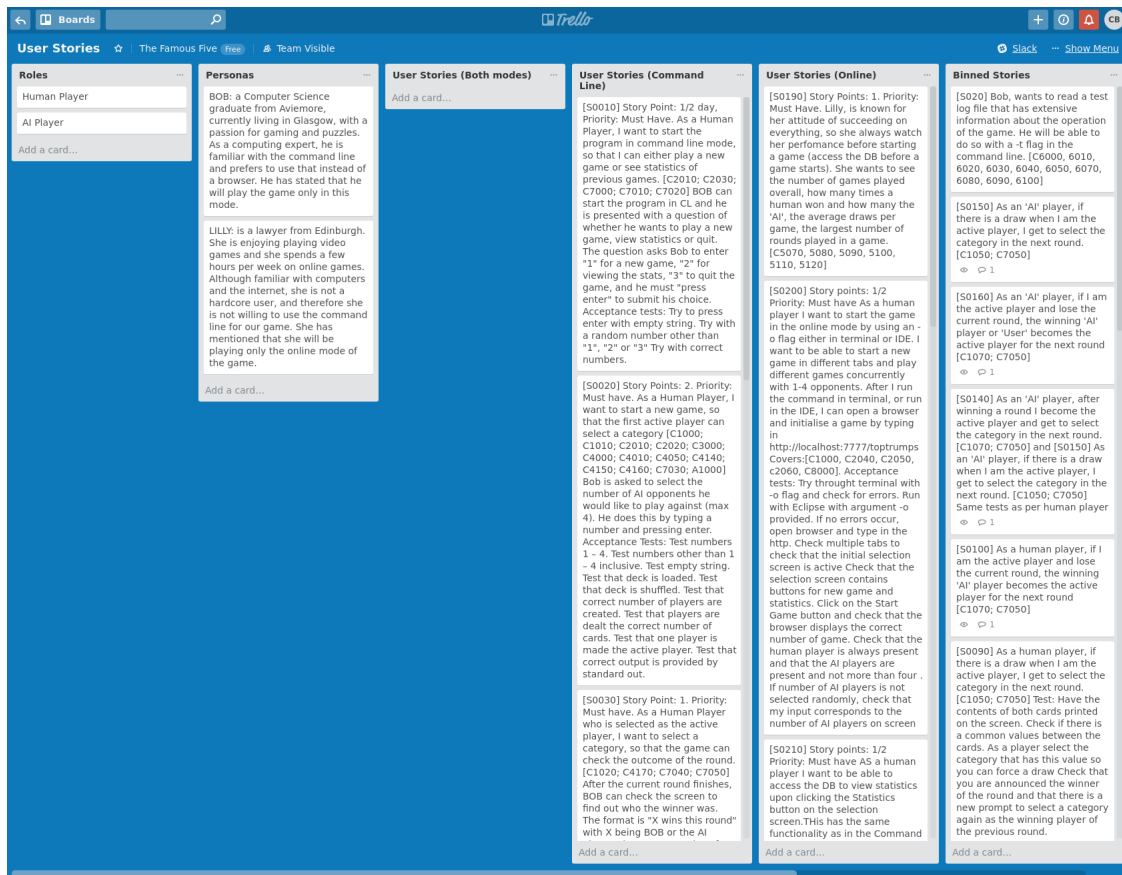 Boards
Trello
CB
User Stories
The Famous Five Free
Team Visible
Slack
Show Menu
Roles
Human Player
AI Player
Add a card...
Personas
BOB: a Computer Science
graduate from Aviemore,
currently living in Glasgow, with a
passion for gaming and puzzles.
As a computing expert, he is
familiar with the command line
and prefers to use that instead of
a browser. He has stated that he
will play the game only in this
mode.
LILLY: is a lawyer from Edinburgh.
She is enjoying playing video
games and she spends a few
hours per week on online games.
Although familiar with computers
and the internet, she is not a
hardcore user, and therefore she
is not willing to use the command
line for our game. She has
mentioned that she will be
playing only the online mode of
the game.
Add a card...
User Stories (Both modes)
Add a card...
User Stories (Command
Line)
[S0010] Story Point: 1/2 day,
Priority: Must Have. As a Human
Player, I want to start the
program in command line mode,
so that I can either play a new
game or see statistics of
previous games. [C2010; C2030;
C7000; C7010; C7020] BOB can
start the program in CL and he
is presented with a question of
whether he wants to play a new
game, view statistics or quit.
The question asks Bob to enter
"1" for a new game, "2" for
viewing the stats, "3" to quit the
game, and he must "press
enter" to submit his choice.
Acceptance tests: Try to press
enter with empty string. Try with
a random number other than
"1", "2" or "3" Try with correct
numbers.
[S0020] Story Points: 2. Priority:
Must have. As a Human Player, I
want to start a new game, so
that the first active player can
select a category [C1000;
C1010; C2010; C2020; C3000;
C4000; C4010; C4050; C4140;
C4150; C4160; C7030; A1000]
Bob is asked to select the
number of AI opponents he
would like to play against (max
4). He does this by typing a
number and pressing enter.
Acceptance Tests: Test numbers
1 – 4. Test numbers other than 1
– 4 inclusive. Test empty string.
Test that deck is loaded. Test
that deck is shuffled. Test that
correct number of players are
created. Test that players are
dealt the correct number of
cards. Test that one player is
made the active player. Test that
correct output is provided by
standard out.
[S0030] Story Point: 1. Priority:
Must have. As a Human Player
who is selected as the active
player, I want to select a
category, so that the game can
check the outcome of the round.
[C1020; C4170; C7040; C7050]
After the current round finishes,
BOB can check the screen to
find out who the winner was.
The format is "X wins this round"
with X being BOB or the AI
Add a card...
User Stories (Online)
[S0190] Story Points: 1. Priority:
Must Have. Lilly, is known for
her attitude of succeeding on
everything, so she always watch
her perfomance before starting
a game (access the DB before a
game starts). She wants to see
the number of games played
overall, how many times a
human won and how many the
'AI', the average draws per
game, the largest number of
rounds played in a game.
[C5070, 5080, 5090, 5100,
5110, 5120]
[S0200] Story points: 1/2
Priority: Must have As a human
player I want to start the game
in the online mode by using an -
o flag either in terminal or IDE. I
want to be able to start a new
game in different tabs and play
different games concurrently
with 1-4 opponents. After I run
the command in terminal, or run
in the IDE, I can open a browser
and initialise a game by typing
in
http://localhost:7777/toptrumps
Covers:[C1000, C2040, C2050,
c2060, C8000]. Acceptance
tests: Try throught terminal with
-o flag and check for errors. Run
with Eclipse with argument -o
provided. If no errors occur,
open browser and type in the
http. Check multiple tabs to
check that the initial selection
screen is active Check that the
selection screen contains
buttons for new game and
statistics. Click on the Start
Game button and check that the
browser displays the correct
number of game. Check that the
human player is always present
and that the AI players are
present and not more than four .
If number of AI players is not
selected randomly, check that
my input corresponds to the
number of AI players on screen
[S0210] Story points: 1/2
Priority: Must have AS a human
player I want to be able to
access the DB to view statistics
upon clicking the Statistics
button on the selection
screen.THis has the same
functionality as in the Command
Add a card...
Binned Stories
[S020] Bob, wants to read a test
log file that has extensive
information about the operation
of the game. He will be able to
do so with a -t flag in the
command line. [C6000, 6010,
6020, 6030, 6040, 6050, 6070,
6080, 6090, 6100]
[S0150] As an 'AI' player, if
there is a draw when I am the
active player, I get to select the
category in the next round.
[C1050; C7050]
1
[S0160] As an 'AI' player, if I am
the active player and lose the
current round, the winning 'AI'
player or 'User' becomes the
active player for the next round
[C1070; C7050]
1
[S0140] As an 'AI' player, after
winning a round I become the
active player and get to select
the category in the next round.
[C1070; C7050] and [S0150] As
an 'AI' player, if there is a draw
when I am the active player, I
get to select the category in the
next round. [C1050; C7050]
Same tests as per human player
1
[S0100] As a human player, if I
am the active player and lose
the current round, the winning
'AI' player becomes the active
player for the next round
[C1070; C7050]
1
[S0090] As a human player, if
there is a draw when I am the
active player, I get to select the
category in the next round.
[C1050; C7050] Test: Have the
contents of both cards printed
on the screen. Check if there is
a common values between the
cards. As a player select the
category that has this value so
you can force a draw Check that
you are announced the winner
of the round and that there is a
new prompt to select a category
again as the winning player of
the previous round.
Add a card...